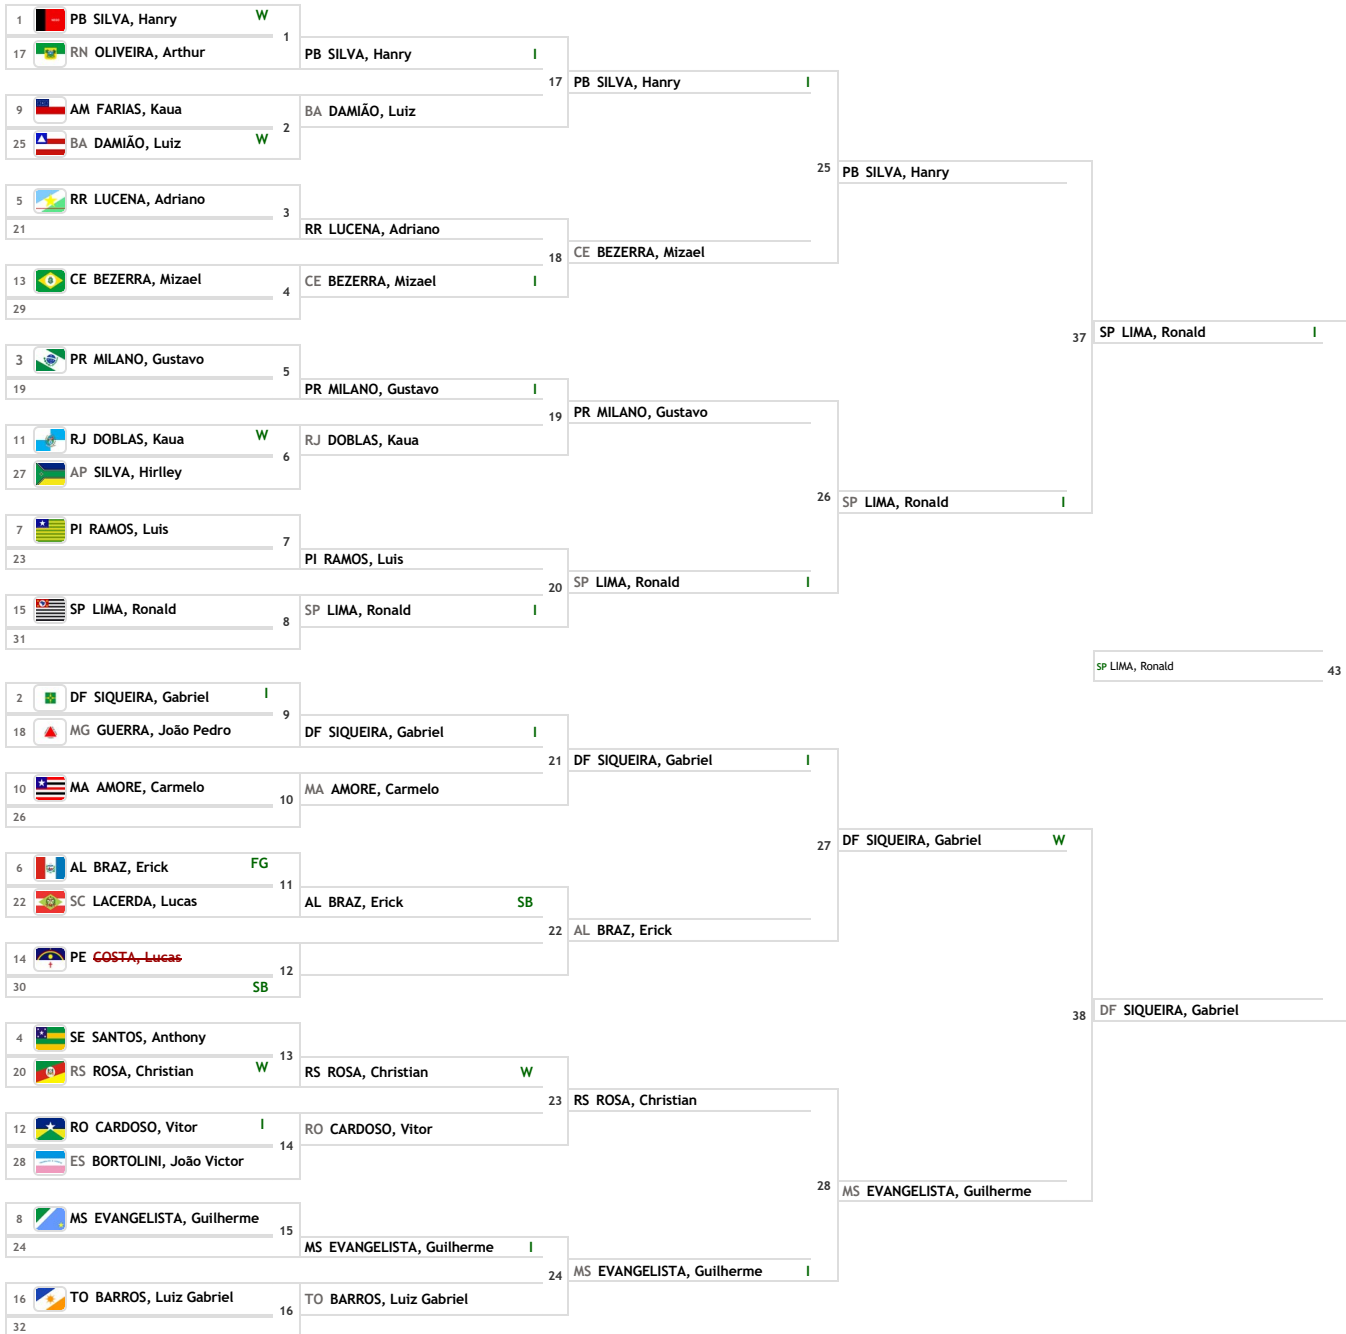 1 PB SILVA, Hanry W
17 RN OLIVEIRA, Arthur
1
9 AM FARIAS, Kaua
25 BA DAMIÃO, Luiz W
2
5 RR LUCENA, Adriano
21
3
13 CE BEZERRA, Mizael
29
4
3 PR MILANO, Gustavo
19
5
11 RJ DOBLAS, Kaua W
27 AP SILVA, Hirlley
6
7 PI RAMOS, Luis
23
7
15 SP LIMA, Ronald
31
8
2 DF SIQUEIRA, Gabriel I
18 MG GUERRA, João Pedro
9
10 MA AMORE, Carmelo
26
10
6 AL BRAZ, Erick FG
22 SC LACERDA, Lucas
11
14 PE COSTA, Lucas
30 SB
12
4 SE SANTOS, Anthony
20 RS ROSA, Christian W
13
12 RO CARDOSO, Vitor I
28 ES BORTOLINI, João Victor
14
8 MS EVANGELISTA, Guilherme
24
15
16 TO BARROS, Luiz Gabriel
32
16
PB SILVA, Hanry I
BA DAMIÃO, Luiz
17
RR LUCENA, Adriano
CE BEZERRA, Mizael I
18
PR MILANO, Gustavo I
RJ DOBLAS, Kaua
19
PI RAMOS, Luis
SP LIMA, Ronald I
20
DF SIQUEIRA, Gabriel I
MA AMORE, Carmelo
21
AL BRAZ, Erick SB
22
RS ROSA, Christian W
RO CARDOSO, Vitor
23
MS EVANGELISTA, Guilherme I
TO BARROS, Luiz Gabriel
24
PB SILVA, Hanry I
CE BEZERRA, Mizael
25
PR MILANO, Gustavo
SP LIMA, Ronald I
26
DF SIQUEIRA, Gabriel I
AL BRAZ, Erick
27
RS ROSA, Christian
MS EVANGELISTA, Guilherme I
28
PB SILVA, Hanry
SP LIMA, Ronald I
37
DF SIQUEIRA, Gabriel W
MS EVANGELISTA, Guilherme
38
SP LIMA, Ronald I
SP LIMA, Ronald
43
DF SIQUEIRA, Gabriel